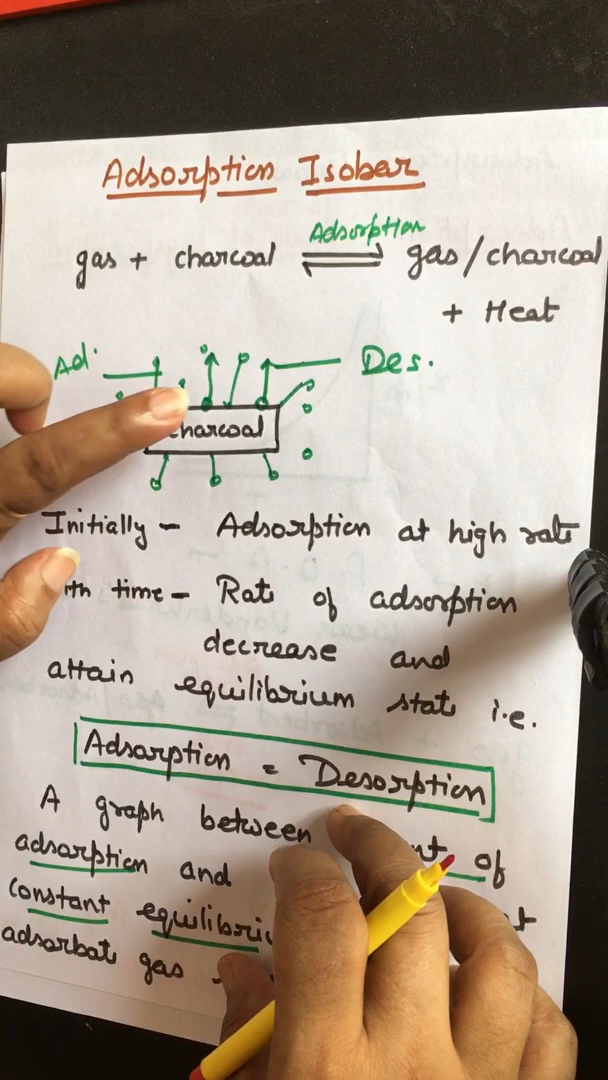 Adsorption Isobar
Adsorption
gas + charcoal ⇌ gas/charcoal
+ Heat
Ad. Des.
charcoal
Initially - Adsorption at high rate
time - Rate of adsorption
decrease and
attain equilibrium state i.e.
Adsorption = Desorption
A graph between of
adsorption and
constant
adsorbate gas